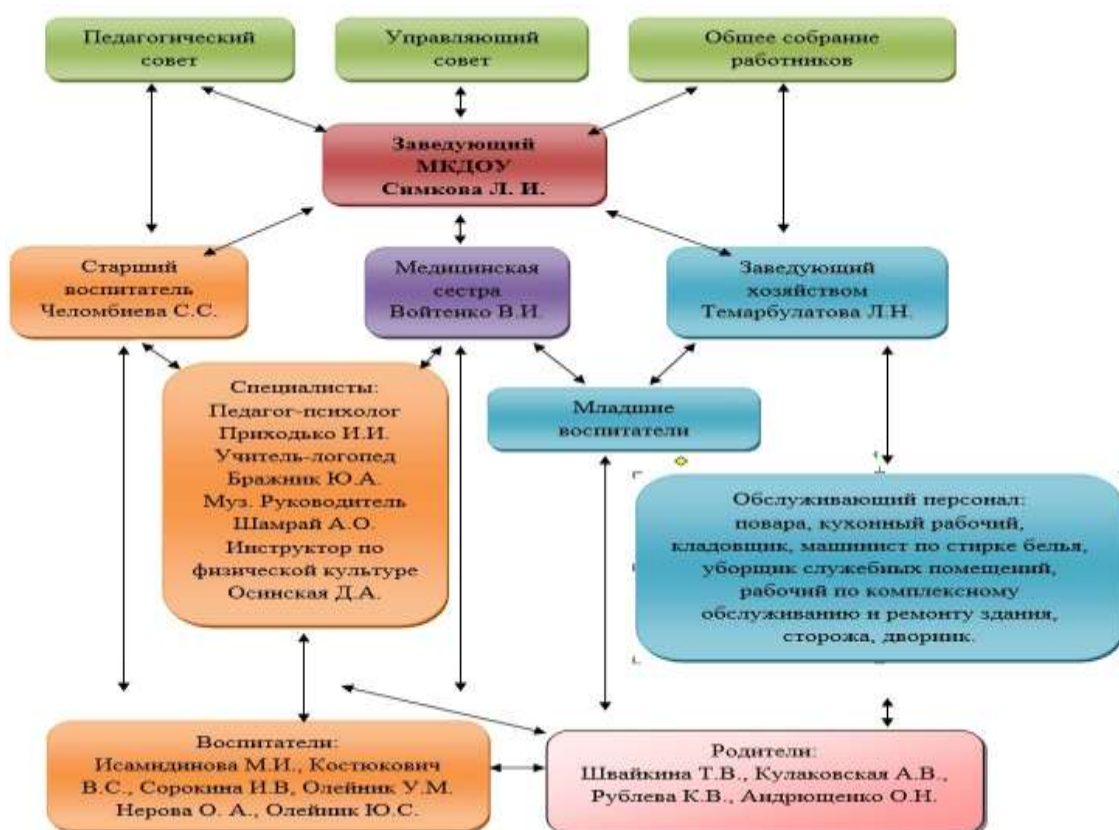 Педагогический
совет
Управляющий
совет
Общее собрание
работников
Заведующий
МКДОУ
Симкова Л. И.
Старший
воспитатель
Челомбиева С.С.
Медицинская
сестра
Войтенко В.И.
Заведующий
хозяйством
Темарбулатова Л.Н.
Специалисты:
Педагог-психолог
Приходько И.И.
Учитель-логопед
Бражник Ю.А.
Муз. Руководитель
Шамрай А.О.
Инструктор по
физической культуре
Осинская Д.А.
Младшие
воспитатели
Обслуживающий персонал:
повара, кухонный рабочий,
кладовщик, машинист по стирке белья,
уборщик служебных помещений,
рабочий по комплексному
обслуживанию и ремонту здания,
сторожа, дворник.
Воспитатели:
Исамидинова М.И., Костюкович
В.С., Сорокина И.В, Олейник У.М.
Нерова О. А., Олейник Ю.С.
Родители:
Швайкина Т.В., Кулаковская А.В.,
Рублева К.В., Андрющенко О.Н.